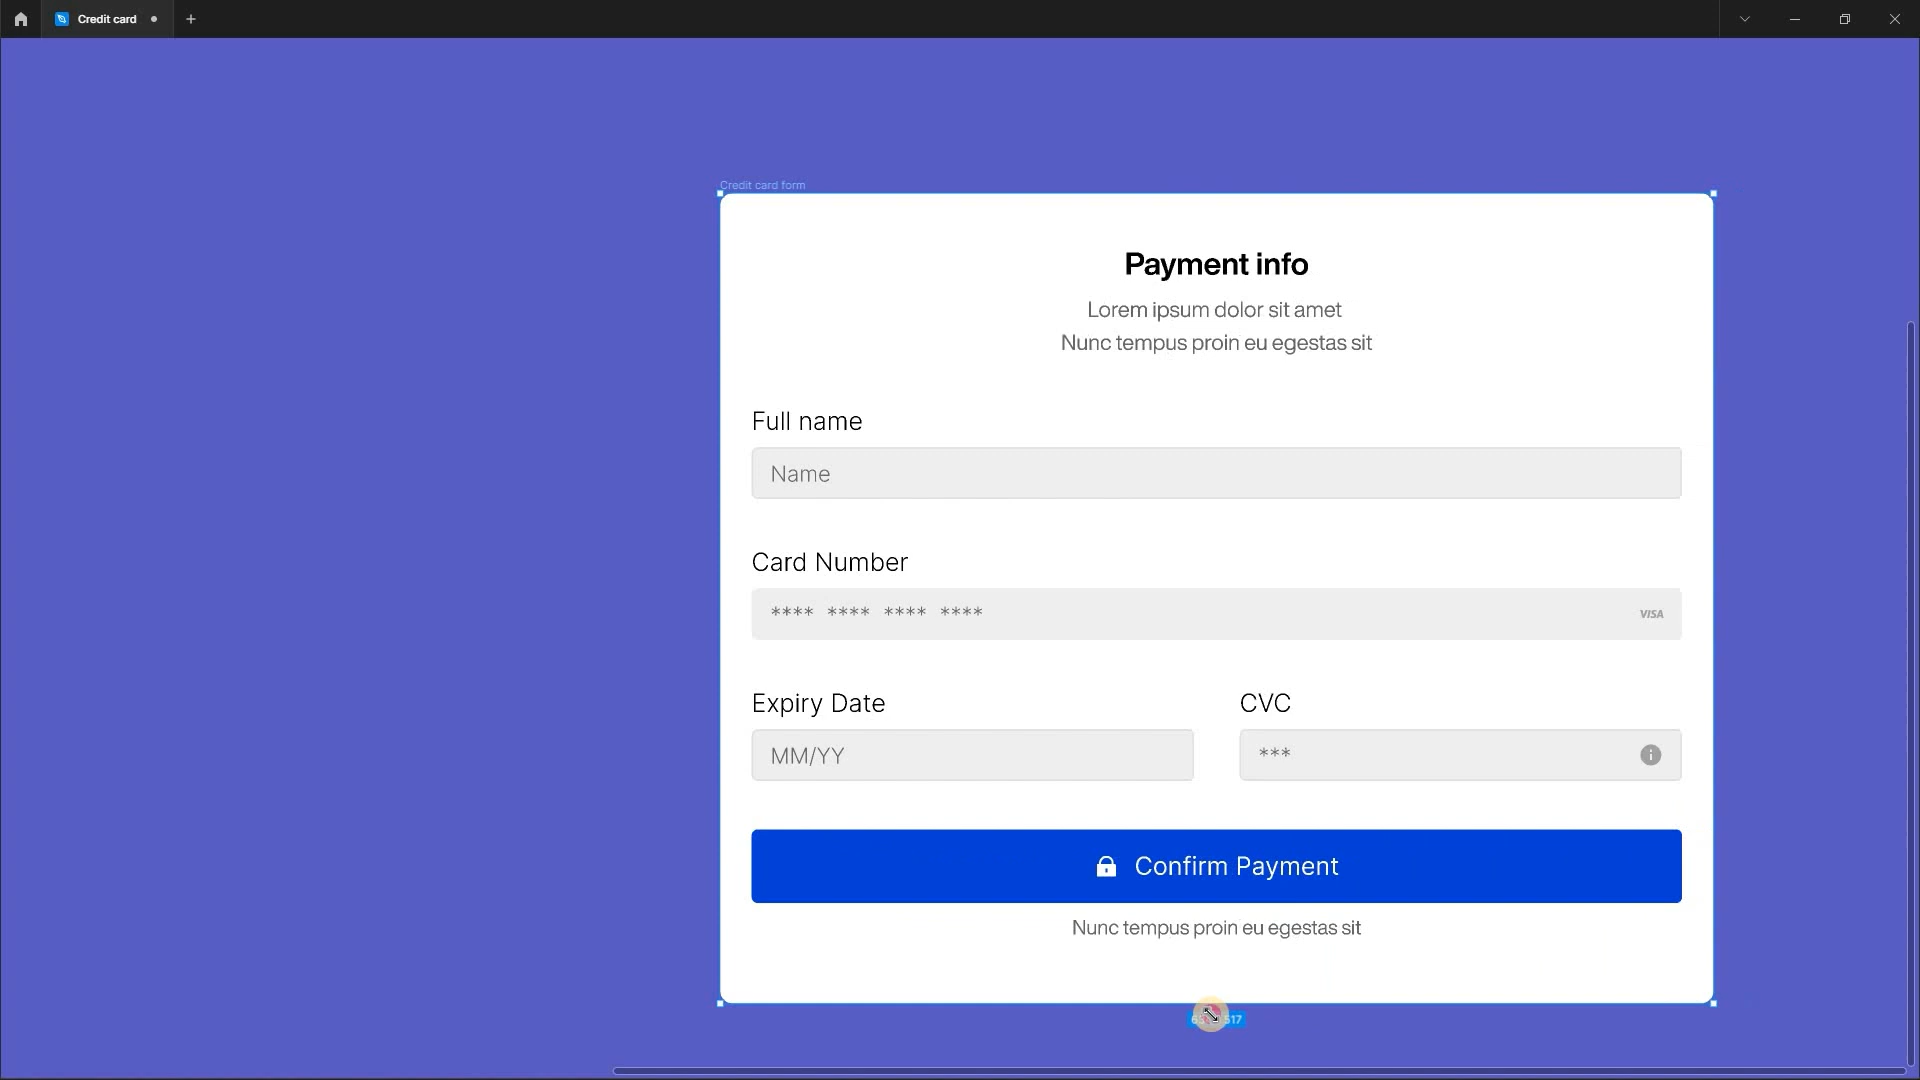 Credit card
Credit card form
Payment info
Lorem ipsum dolor sit amet
Nunc tempus proin eu egestas sit
Full name
Name
Card Number
**** **** **** ****
VISA
Expiry Date
CVC
MM/YY
***
Confirm Payment
Nunc tempus proin eu egestas sit
517